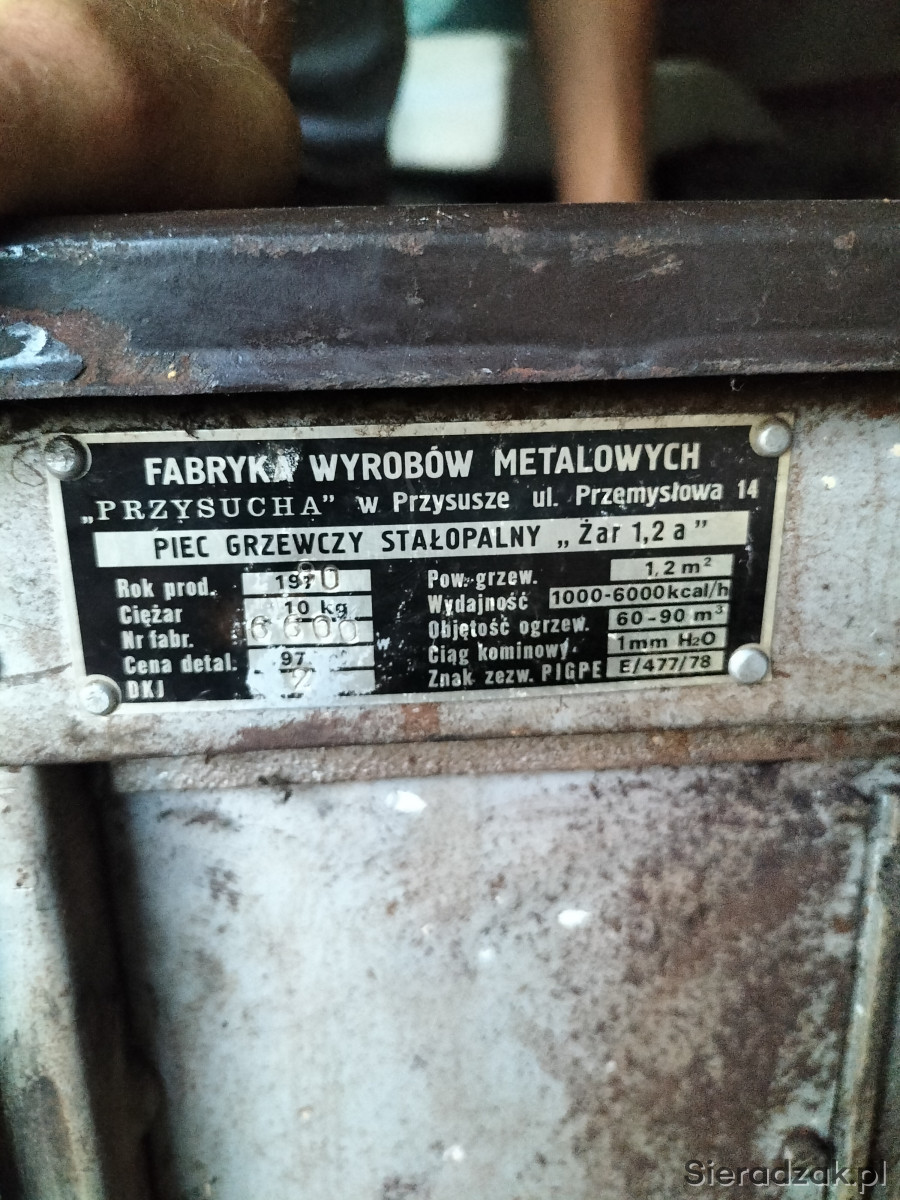 FABRYKA WYROBÓW METALOWYCH
„PRZYSUCHA" w Przysusze ul. Przemysłowa 14
PIEC GRZEWCZY STAŁOPALNY „Żar 1,2 a"
Rok prod. 1980
Ciężar 10 kg
Nr fabr.
Cena detal. 97
DKJ
Pow. grzew. 1,2 m²
Wydajność 1000-6000kcal/h
Objętość ogrzew. 60-90 m³
Ciąg kominowy. 1mm H₂O
Znak zezw. PIGPE E/477/78
Sieradzak.pl